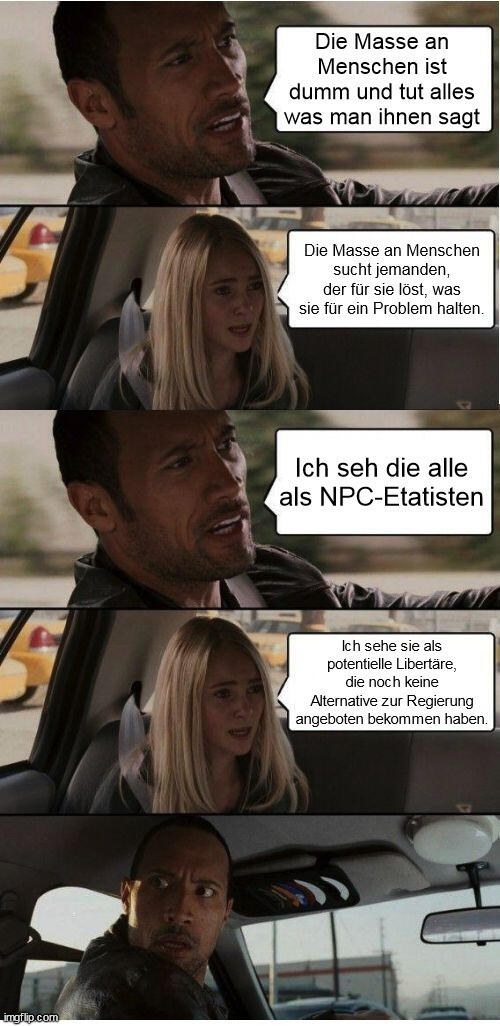 Die Masse an
Menschen ist
dumm und tut alles
was man ihnen sagt
Die Masse an Menschen
sucht jemanden,
der für sie löst, was
sie für ein Problem halten.
Ich seh die alle
als NPC-Etatisten
Ich sehe sie als
potentielle Libertäre,
die noch keine
Alternative zur Regierung
angeboten bekommen haben.
imgflip.com